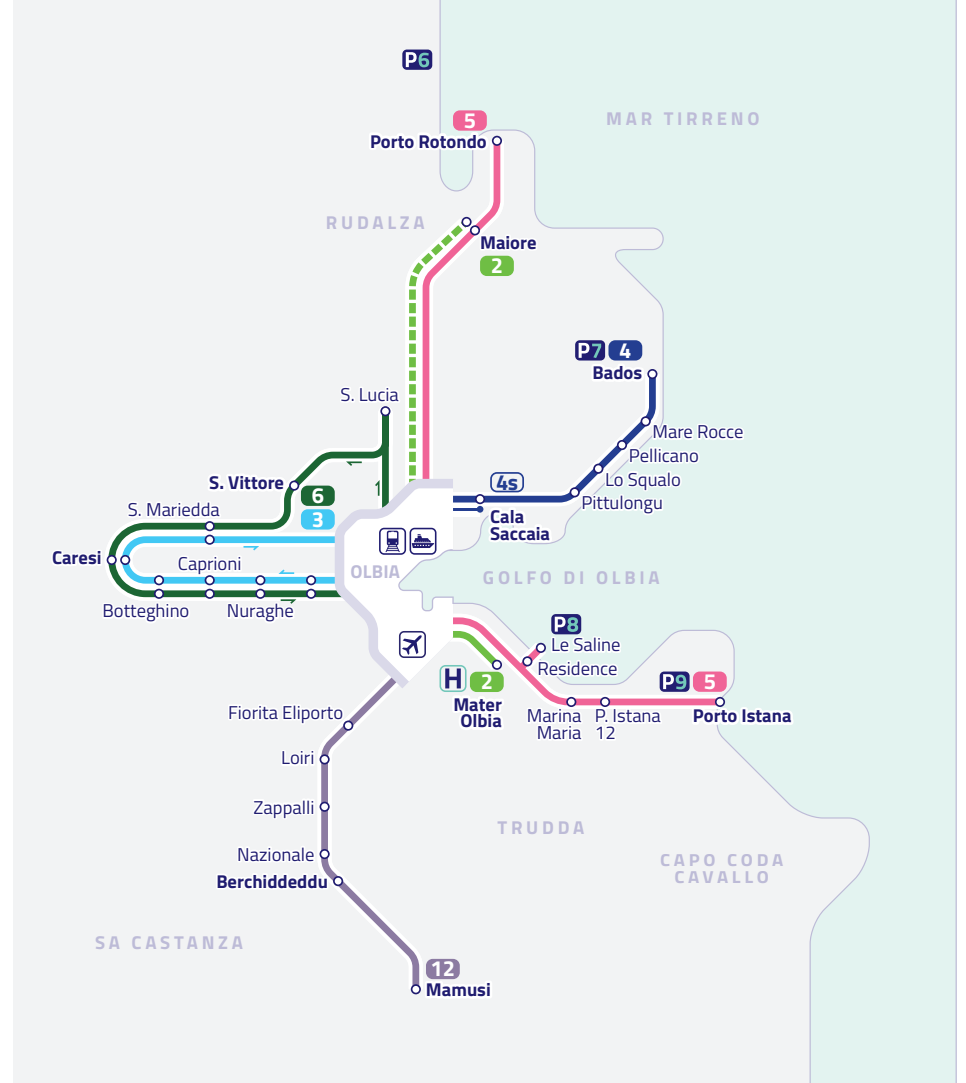 P6
MAR TIRRENO
5
Porto Rotondo
RUDALZA
Maiore
2
P7 4
Bados
S. Lucia
Mare Rocce
Pellicano
S. Vittore
Lo Squalo
4s
6
Pittulongu
S. Mariedda
3
Cala
Saccaia
Caresi
Caprioni
OLBIA
GOLFO DI OLBIA
Botteghino
Nuraghe
P8
Le Saline
Residence
H 2
P9 5
Mater
Olbia
Fiorita Eliporto
Marina
Maria
P. Istana
12
Porto Istana
Loiri
Zappalli
TRUDDA
Nazionale
CAPO CODA
CAVALLO
Berchiddeddu
SA CASTANZA
12
Mamusi